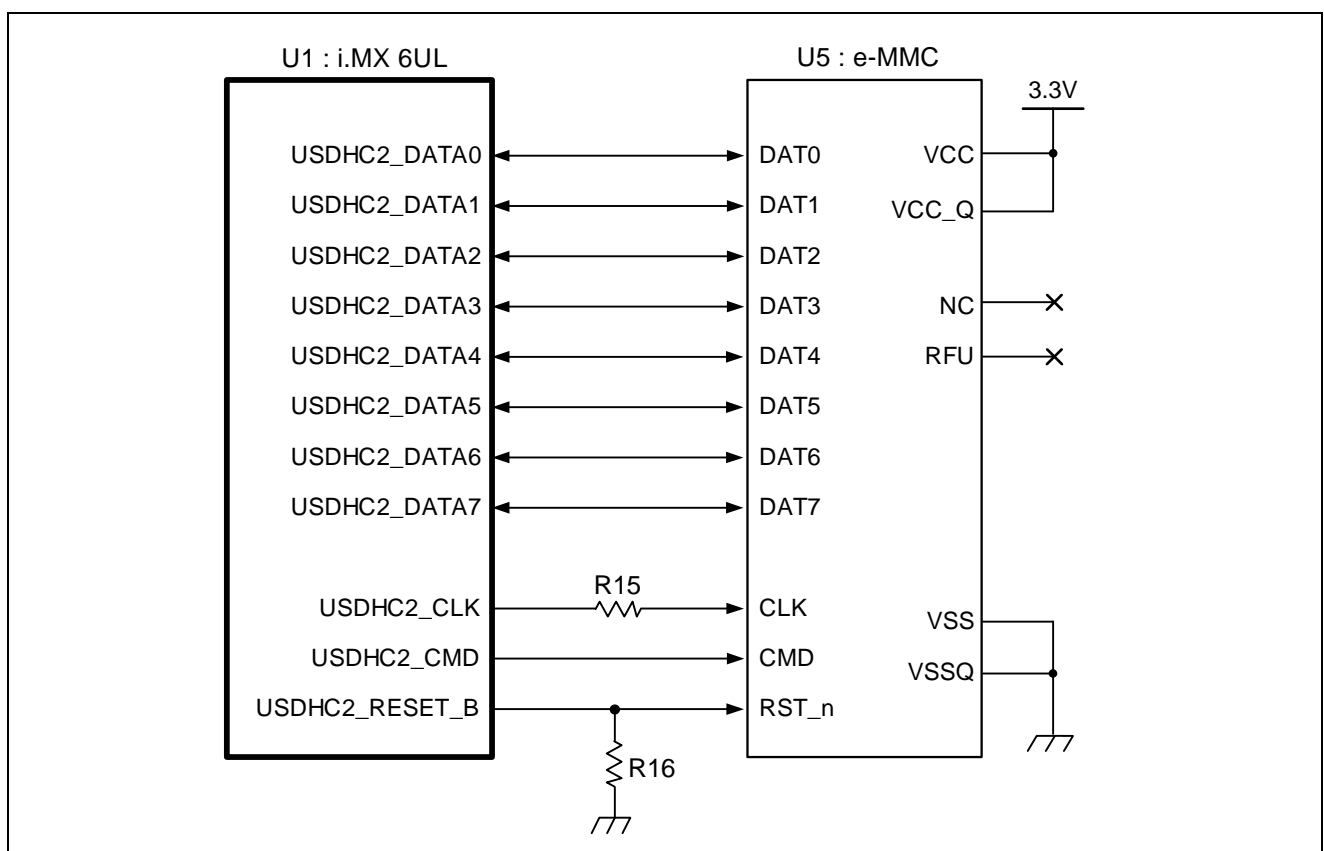 U1 : i.MX 6UL
U5 : e-MMC
3.3V
USDHC2_DATA0
DAT0
VCC
USDHC2_DATA1
DAT1
VCC_Q
USDHC2_DATA2
DAT2
USDHC2_DATA3
DAT3
NC
USDHC2_DATA4
DAT4
RFU
USDHC2_DATA5
DAT5
USDHC2_DATA6
DAT6
USDHC2_DATA7
DAT7
R15
USDHC2_CLK
CLK
VSS
USDHC2_CMD
CMD
VSSQ
USDHC2_RESET_B
RST_n
R16